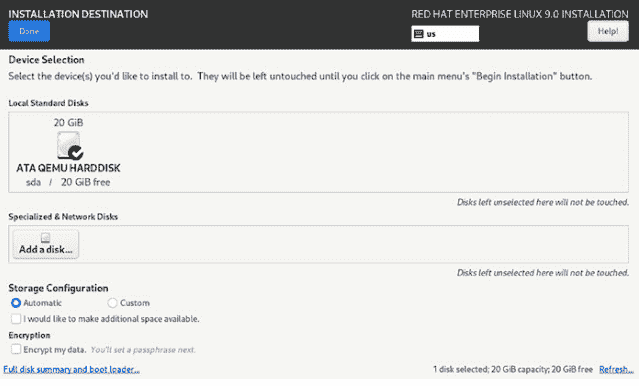 INSTALLATION DESTINATION
RED HAT ENTERPRISE LINUX 9.0 INSTALLATION
Done
us
Help!
Device Selection
Select the device(s) you'd like to install to. They will be left untouched until you click on the main menu's "Begin Installation" button.
Local Standard Disks
20 GiB
ATA QEMU HARDDISK
sda / 20 GiB free
Disks left unselected here will not be touched.
Specialized & Network Disks
Add a disk...
Disks left unselected here will not be touched.
Storage Configuration
Automatic Custom
I would like to make additional space available.
Encryption
Encrypt my data. You'll set a passphrase next.
Full disk summary and boot loader... 1 disk selected; 20 GiB capacity; 20 GiB free Refresh...